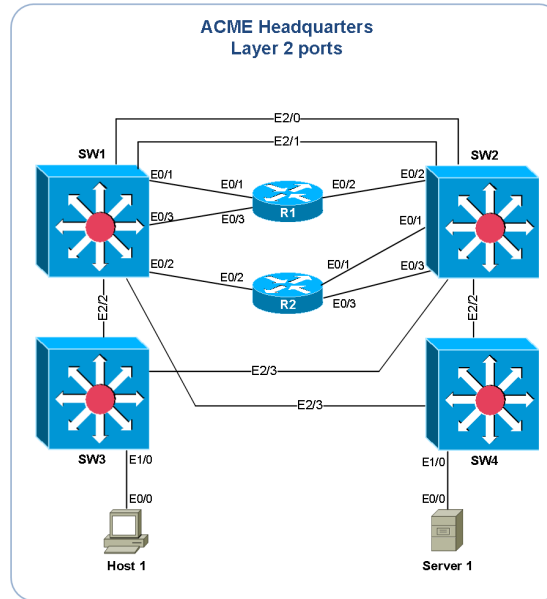 ACME Headquarters
Layer 2 ports
E2/0
E2/1
SW1
SW2
E0/1
E0/1
E0/2
E0/2
E0/3
E0/3
R1
E0/1
E0/2
E0/2
E0/1
E0/3
E0/3
R2
E2/2
E2/2
E2/3
E2/3
SW3
SW4
E1/0
E1/0
E0/0
E0/0
Host 1
Server 1